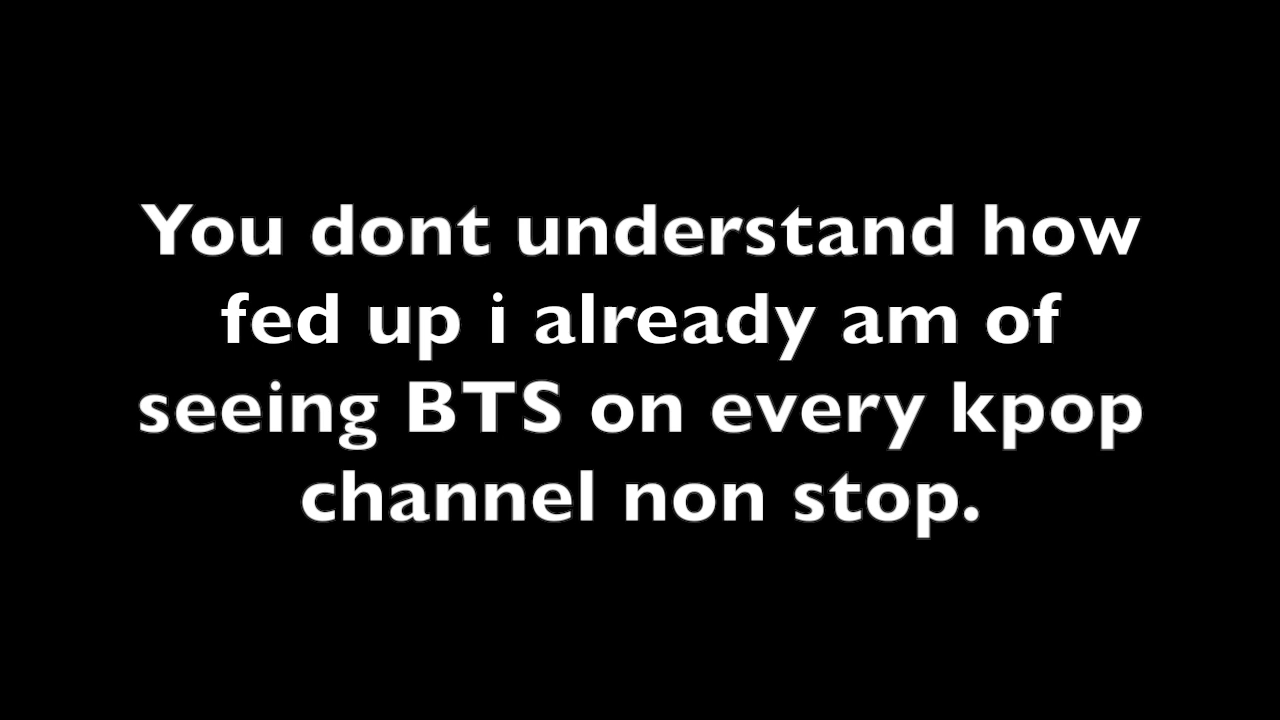 You dont understand how
fed up i already am of
seeing BTS on every kpop
channel non stop.